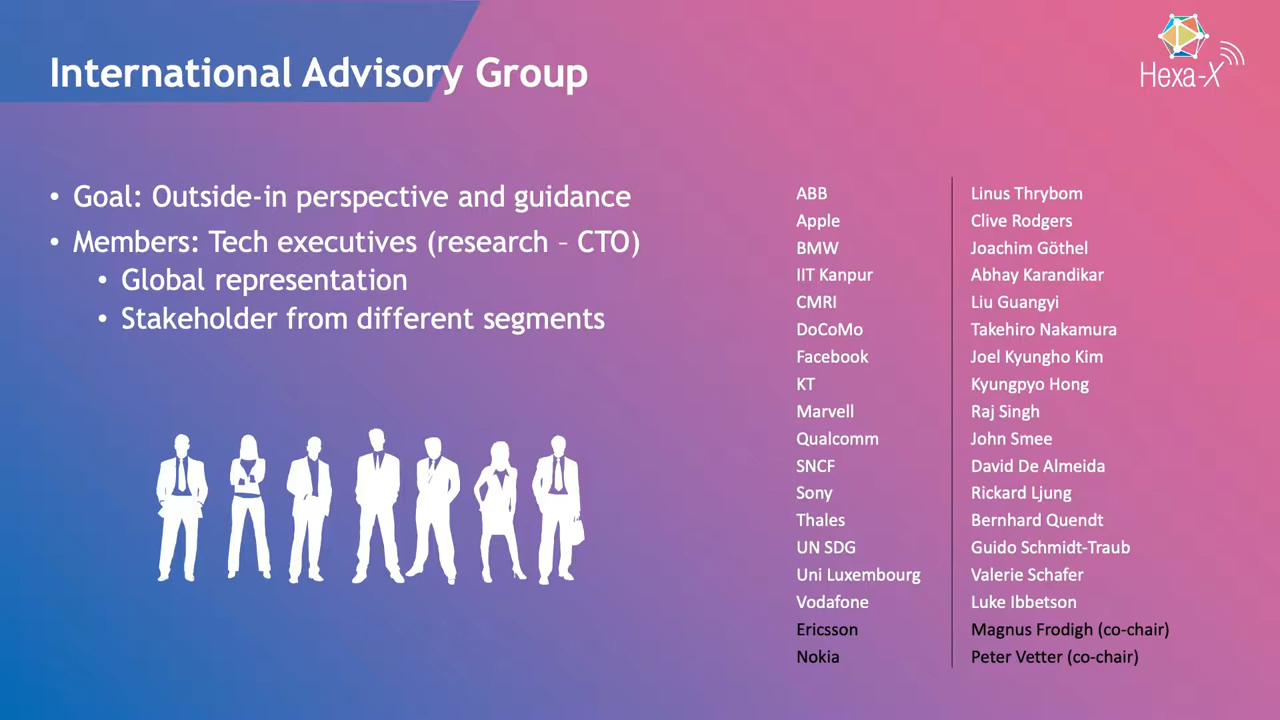 International Advisory Group
Hexa-X
• Goal: Outside-in perspective and guidance
• Members: Tech executives (research – CTO)
• Global representation
• Stakeholder from different segments
ABB Linus Thrybom
Apple Clive Rodgers
BMW Joachim Göthel
IIT Kanpur Abhay Karandikar
CMRI Liu Guangyi
DoCoMo Takehiro Nakamura
Facebook Joel Kyungho Kim
KT Kyungpyo Hong
Marvell Raj Singh
Qualcomm John Smee
SNCF David De Almeida
Sony Rickard Ljung
Thales Bernhard Quendt
UN SDG Guido Schmidt-Traub
Uni Luxembourg Valerie Schafer
Vodafone Luke Ibbetson
Ericsson Magnus Frodigh (co-chair)
Nokia Peter Vetter (co-chair)